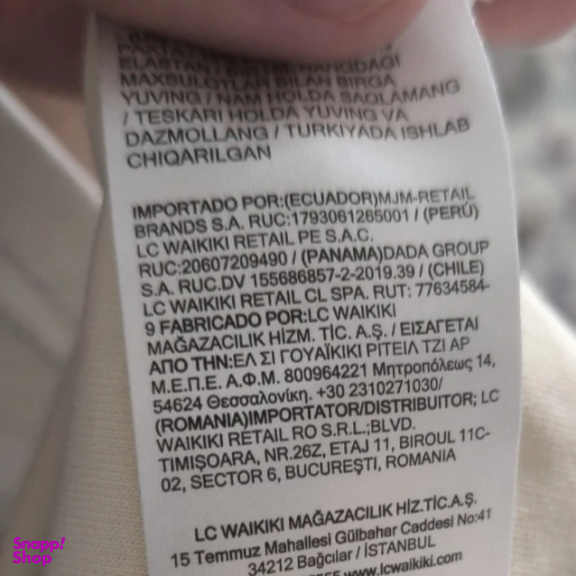 ELASTAN
MAXSULOTLAR BILAN BIRGA
YUVING / NAM HOLDA SAQLAMANG
/ TESKARI HOLDA YUVING VA
DAZMOLLANG / TURKIYADA ISHLAB
CHIQARILGAN
IMPORTADO POR:(ECUADOR)MJM-RETAIL
BRANDS S.A. RUC:1793061265001 / (PERÚ)
LC WAIKIKI RETAIL PE S.A.C.
RUC:20607209490 / (PANAMA)DADA GROUP
S.A. RUC.DV 155686857-2-2019.39 / (CHILE)
LC WAIKIKI RETAIL CL SPA. RUT: 77634584-
9 FABRICADO POR:LC WAIKIKI
MAĞAZACILIK HİZM. TİC. A.Ş. / ΕΙΣΑΓΕΤΑΙ
ΑΠΟ ΤΗΝ:ΕΛ ΣΙ ΓΟΥΑΪΚΙΚΙ ΡΙΤΕΙΛ ΤΖΙ ΑΡ
Μ.Ε.Π.Ε. Α.Φ.Μ. 800964221 Μητροπόλεως 14,
54624 Θεσσαλονίκη. +30 2310271030/
(ROMANIA)IMPORTATOR/DISTRIBUITOR; LC
WAIKIKI RETAIL RO S.R.L.;BLVD.
TIMIŞOARA, NR.26Z, ETAJ 11, BIROUL 11C-
02, SECTOR 6, BUCUREŞTI, ROMANIA
LC WAIKIKI MAĞAZACILIK HİZ.TİC.A.Ş.
15 Temmuz Mahallesi Gülbahar Caddesi No:41
34212 Bağcılar / İSTANBUL
www.lcwaikiki.com
Snapp!
Shop